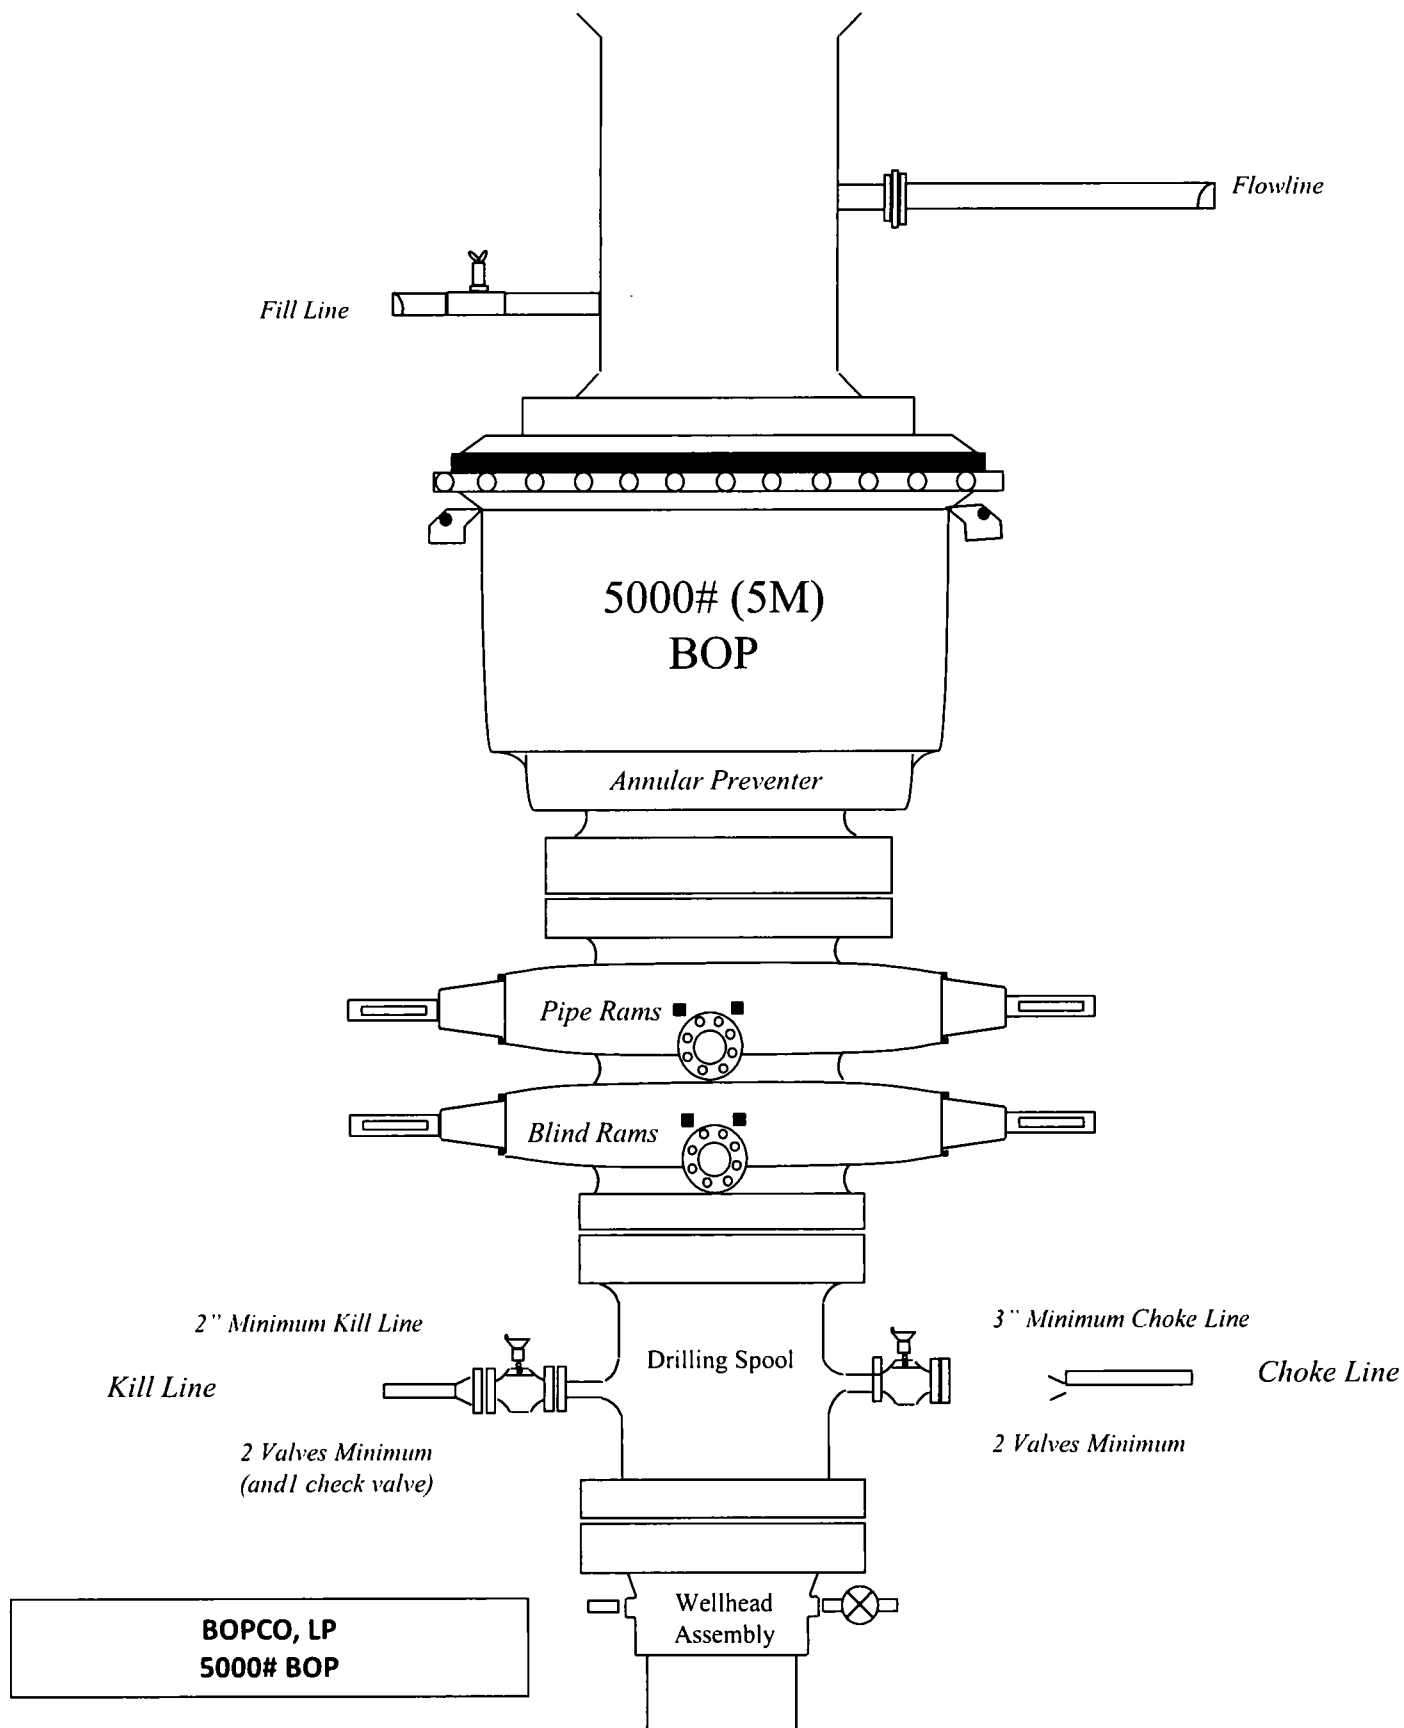 Flowline
Fill Line
5000# (5M)
BOP
Annular Preventer
Pipe Rams
Blind Rams
2" Minimum Kill Line
3" Minimum Choke Line
Drilling Spool
Kill Line
Choke Line
2 Valves Minimum
(and1 check valve)
2 Valves Minimum
Wellhead
Assembly
BOPCO, LP
5000# BOP